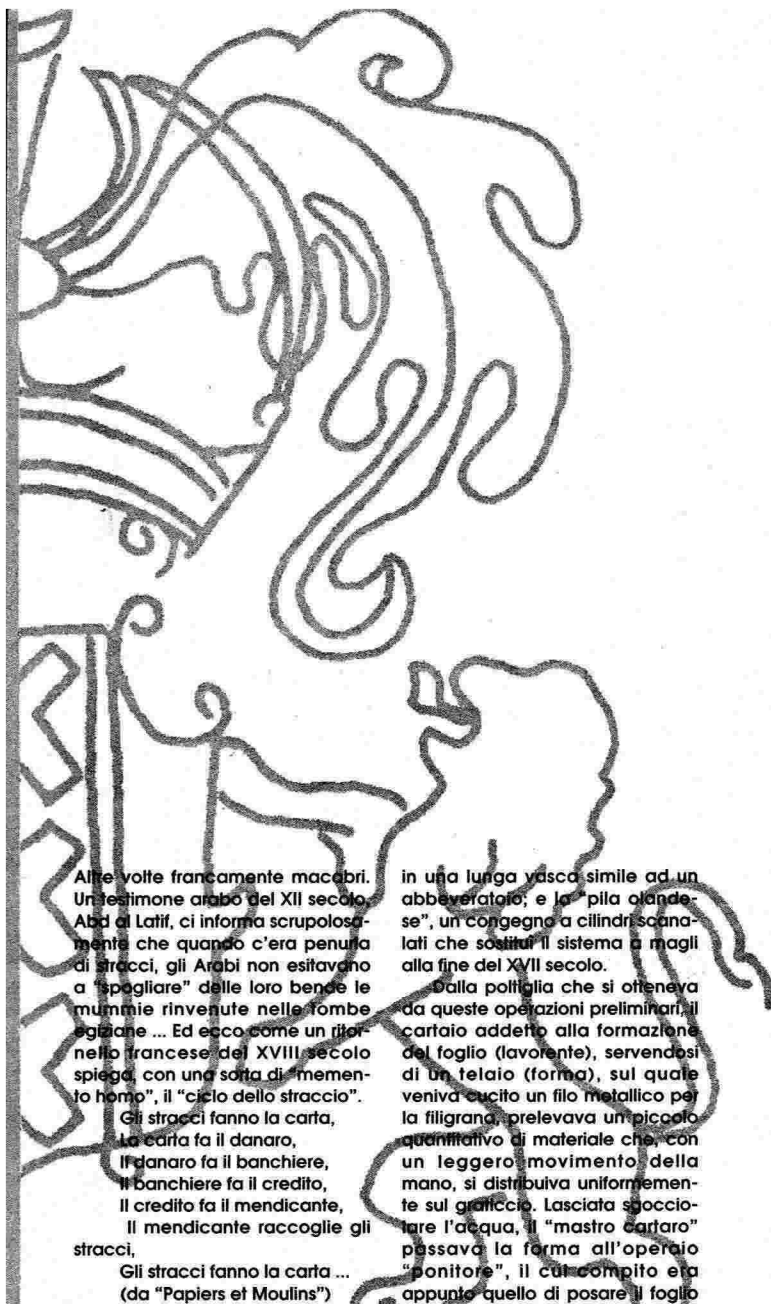 Altre volte francamente macabri.
Un testimone arabo del XII secolo,
Abd al Latif, ci informa scrupolosa-
mente che quando c'era penuria
di stracci, gli Arabi non esitavano
a "spogliare" delle loro bende le
mummie rinvenute nelle tombe
egiziane ... Ed ecco come un ritor-
nello francese del XVIII secolo
spiega, con una sorta di "memen-
to homo", il "ciclo dello straccio".
Gli stracci fanno la carta,
La carta fa il danaro,
Il danaro fa il banchiere,
Il banchiere fa il credito,
Il credito fa il mendicante,
Il mendicante raccoglie gli
stracci,
Gli stracci fanno la carta ...
(da "Papiers et Moulins")
in una lunga vasca simile ad un
abbeveratoio; e la "pila olande-
se", un congegno a cilindri scana-
lati che sostituì il sistema a magli
alla fine del XVII secolo.
Dalla poltiglia che si otteneva
da queste operazioni preliminari, il
cartaio addetto alla formazione
del foglio (lavorente), servendosi
di un telaio (forma), sul quale
veniva cucito un filo metallico per
la filigrana, prelevava un piccolo
quantitativo di materiale che, con
un leggero movimento della
mano, si distribuiva uniformemen-
te sul graticcio. Lasciata sgoccio-
lare l'acqua, il "mastro cartaro"
passava la forma all'operaio
"ponitore", il cui compito era
appunto quello di posare il foglio